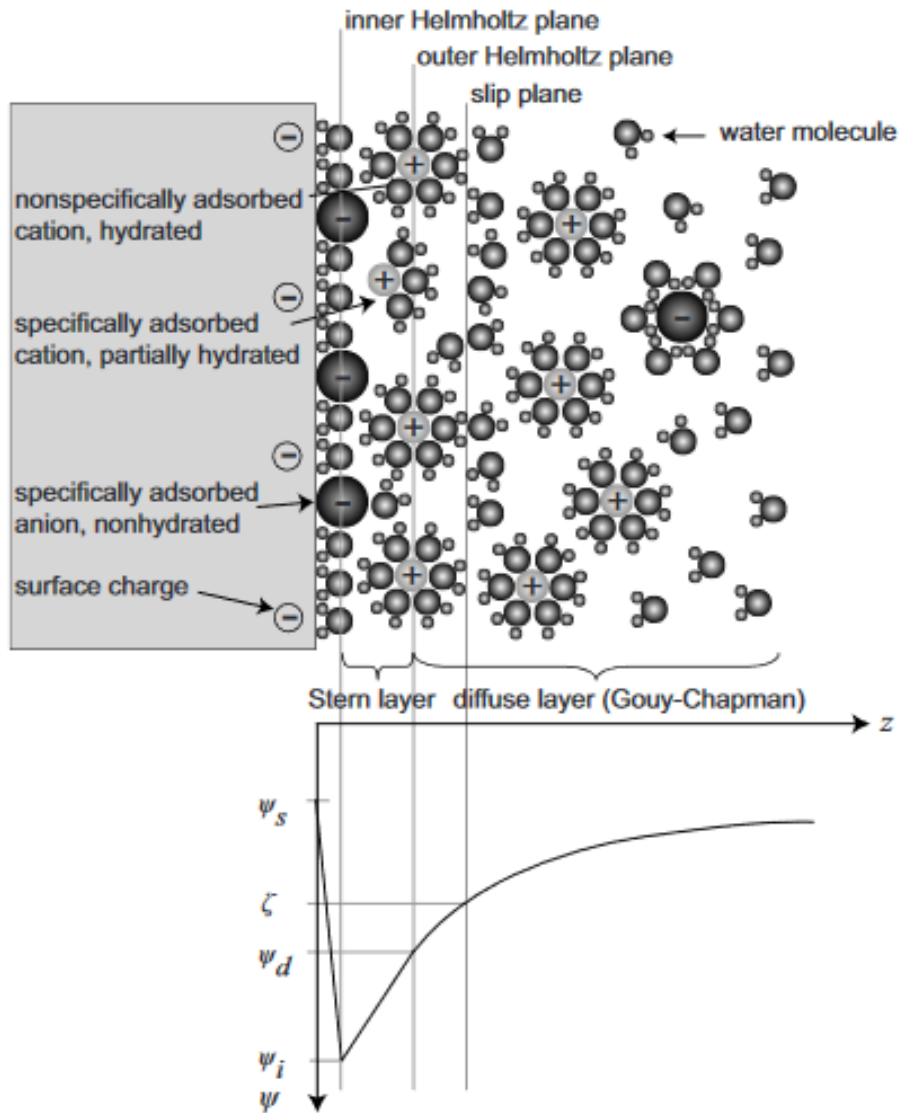 inner Helmholtz plane
outer Helmholtz plane
slip plane
water molecule
nonspecifically adsorbed
cation, hydrated
specifically adsorbed
cation, partially hydrated
specifically adsorbed
anion, nonhydrated
surface charge
Stern layer
diffuse layer (Gouy-Chapman)
z
ψs
ζ
ψd
ψi
ψ